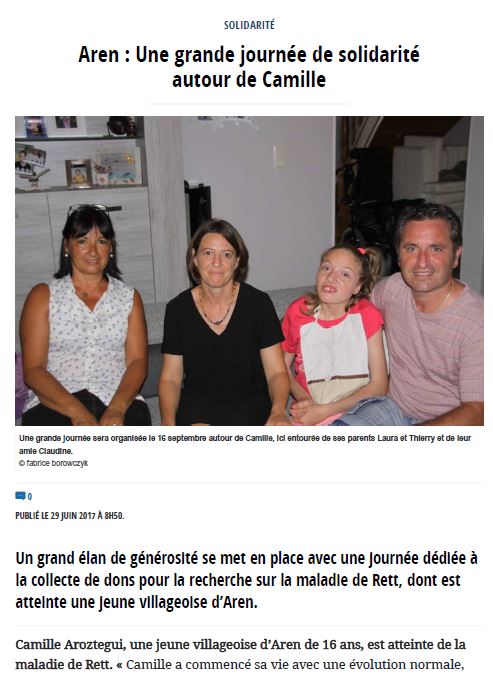 SOLIDARITÉ
Aren : Une grande journée de solidarité
autour de Camille
Une grande journée sera organisée le 16 septembre autour de Camille, ici entourée de ses parents Laura et Thierry et de leur
amie Claudine.
© fabrice borowczyk
0
PUBLIÉ LE 29 JUIN 2017 À 8H50.
Un grand élan de générosité se met en place avec une journée dédiée à
la collecte de dons pour la recherche sur la maladie de Rett, dont est
atteinte une jeune villageoise d’Aren.
Camille Aroztegui, une jeune villageoise d’Aren de 16 ans, est atteinte de la
maladie de Rett. « Camille a commencé sa vie avec une évolution normale,